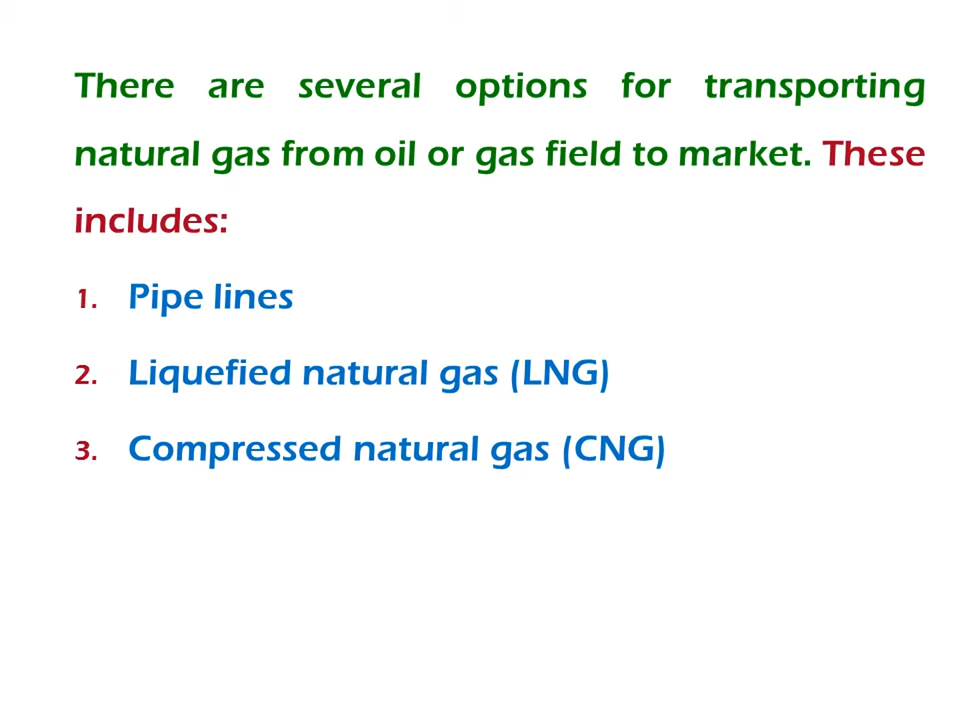 There are several options for transporting
natural gas from oil or gas field to market. These
includes:
1. Pipe lines
2. Liquefied natural gas (LNG)
3. Compressed natural gas (CNG)